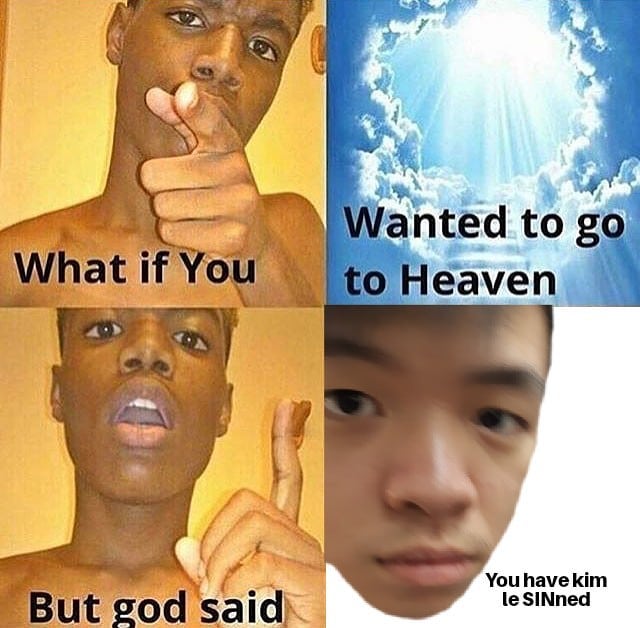 What if You
Wanted to go
to Heaven
But god said
You have kim
le SINned